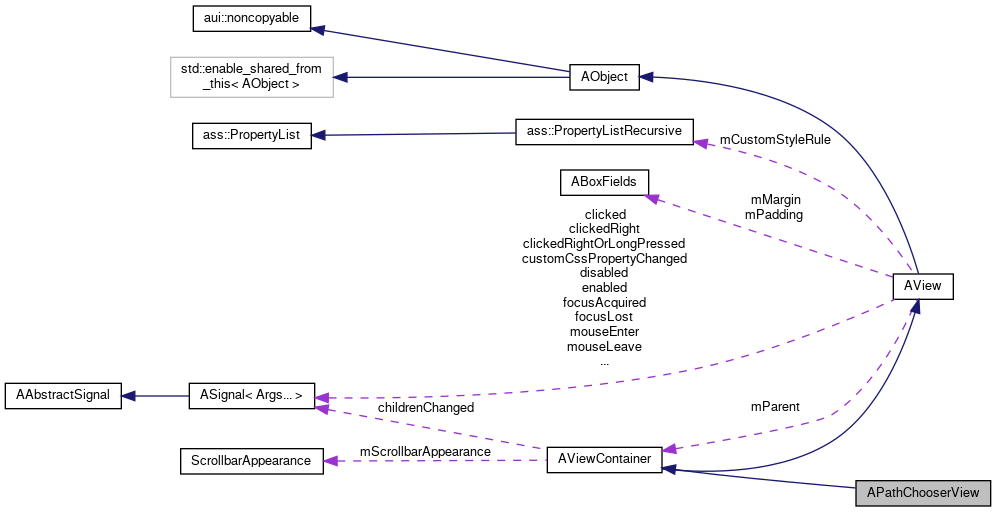 aui::noncopyable
std::enable_shared_from
_this< AObject >
AObject
ass::PropertyList
ass::PropertyListRecursive
mCustomStyleRule
ABoxFields
mMargin
mPadding
clicked
clickedRight
clickedRightOrLongPressed
customCssPropertyChanged
disabled
enabled
focusAcquired
focusLost
mouseEnter
mouseLeave
...
AView
AAbstractSignal
ASignal< Args... >
childrenChanged
mParent
ScrollbarAppearance
mScrollbarAppearance
AViewContainer
APathChooserView